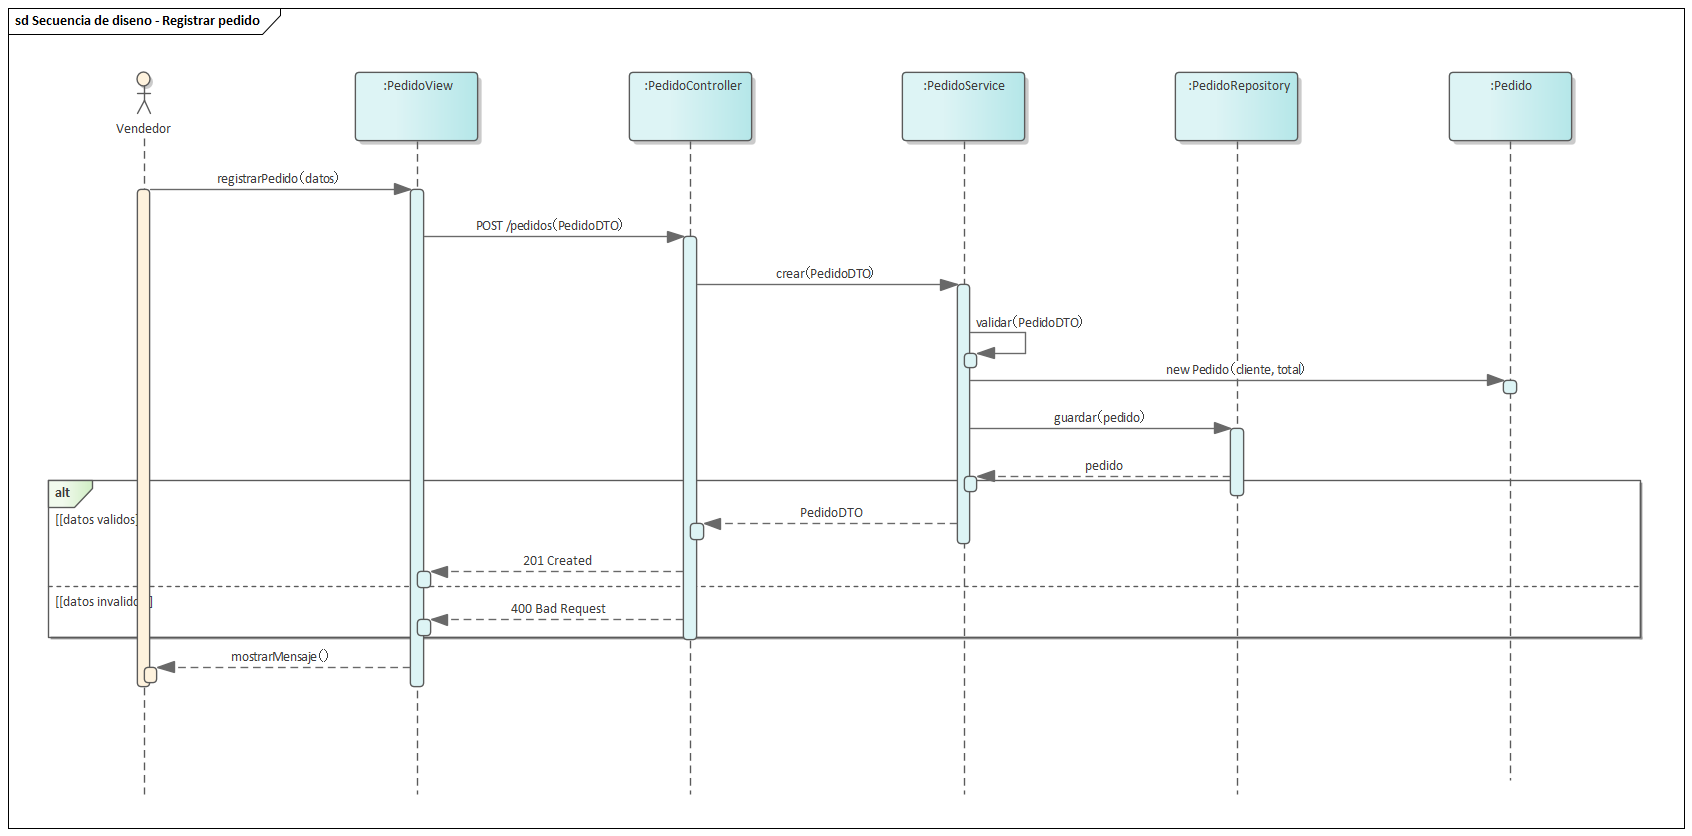 sd Secuencia de diseno - Registrar pedido
Vendedor
:PedidoView
:PedidoController
:PedidoService
:PedidoRepository
:Pedido
registrarPedido(datos)
POST /pedidos(PedidoDTO)
crear(PedidoDTO)
validar(PedidoDTO)
new Pedido(cliente, total)
guardar(pedido)
pedido
alt
[[datos validos]
PedidoDTO
201 Created
[[datos invalidos]]
400 Bad Request
mostrarMensaje()